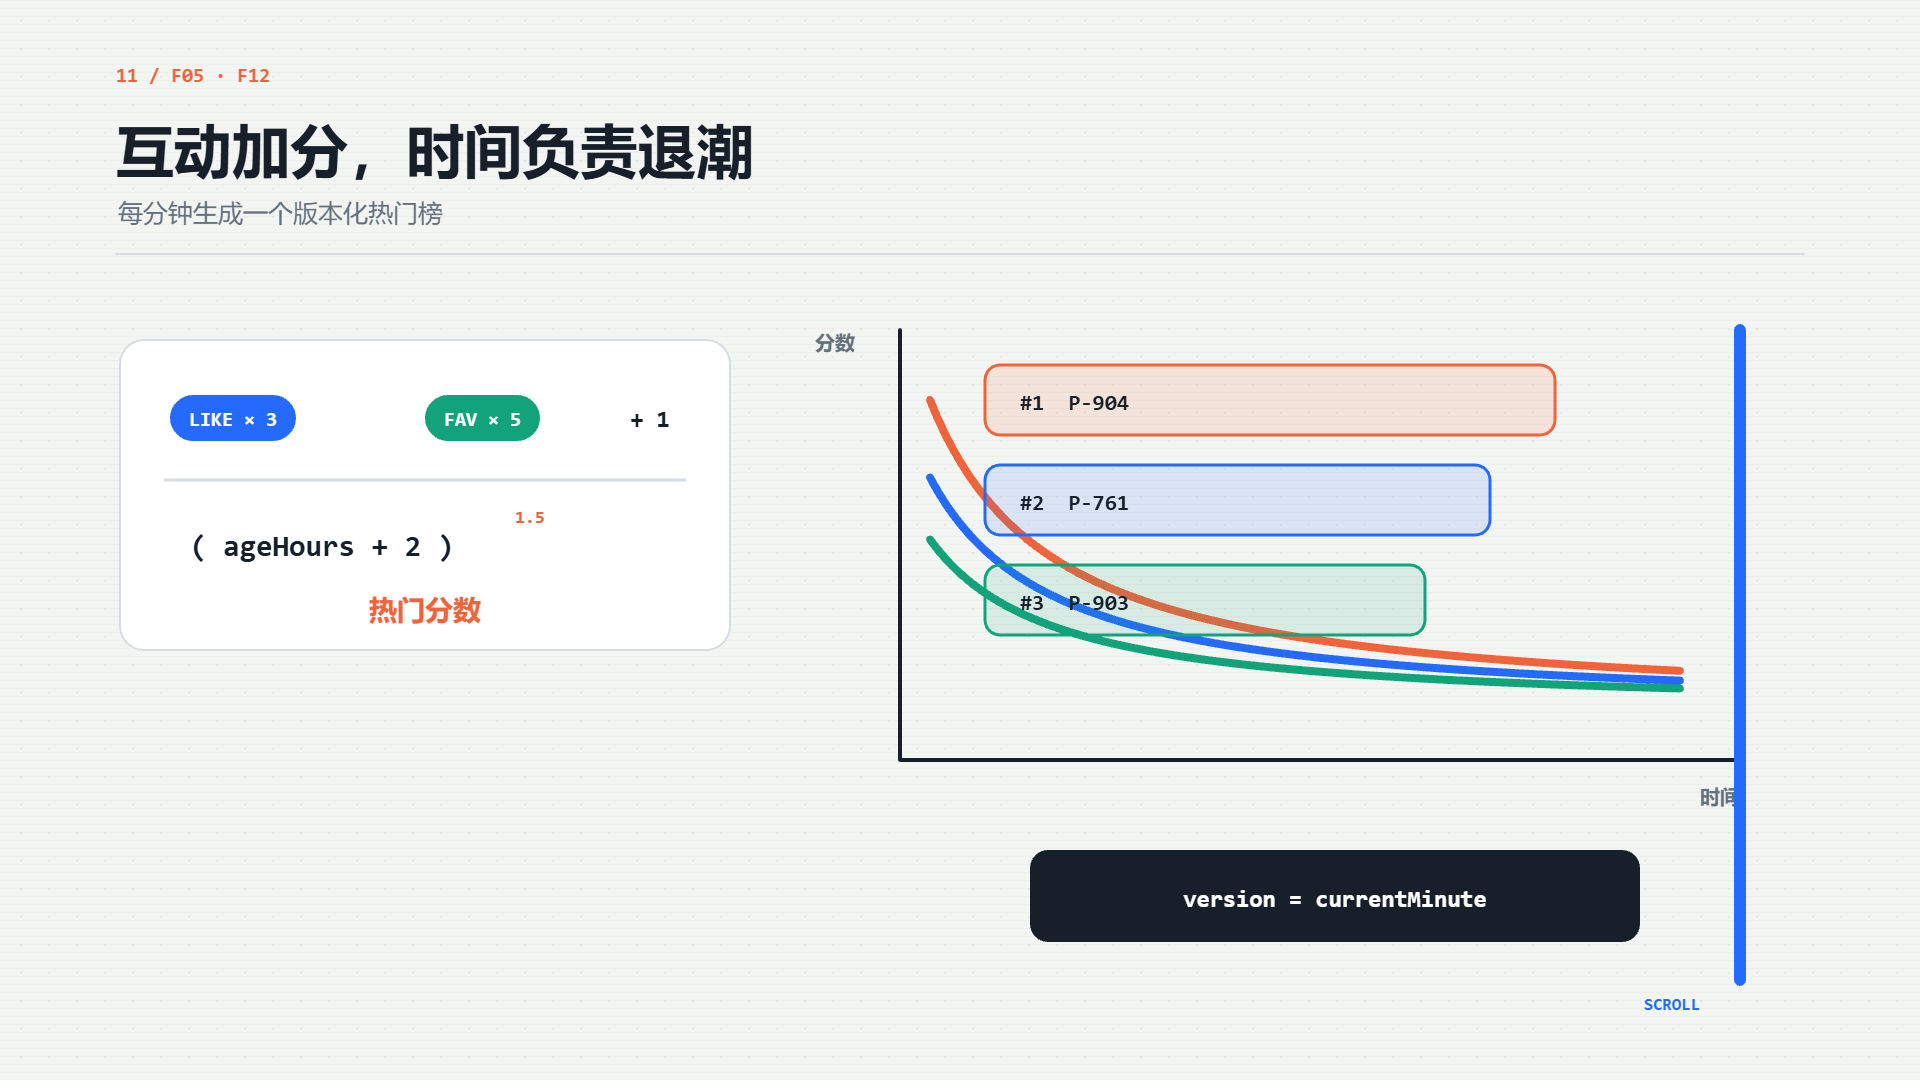 11 / F05 · F12
互动加分，时间负责退潮
每分钟生成一个版本化热门榜
LIKE × 3
FAV × 5
+ 1
( ageHours + 2 )
1.5
热门分数
分数
#1 P-904
#2 P-761
#3 P-903
时间
version = currentMinute
SCROLL